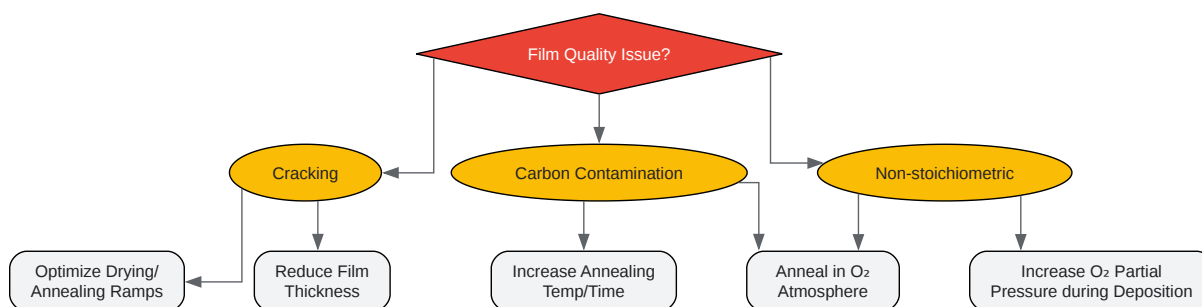 Film Quality Issue?
Cracking
Carbon Contamination
Non-stoichiometric
Optimize Drying/
Annealing Ramps
Reduce Film
Thickness
Increase Annealing
Temp/Time
Anneal in O₂
Atmosphere
Increase O₂ Partial
Pressure during Deposition